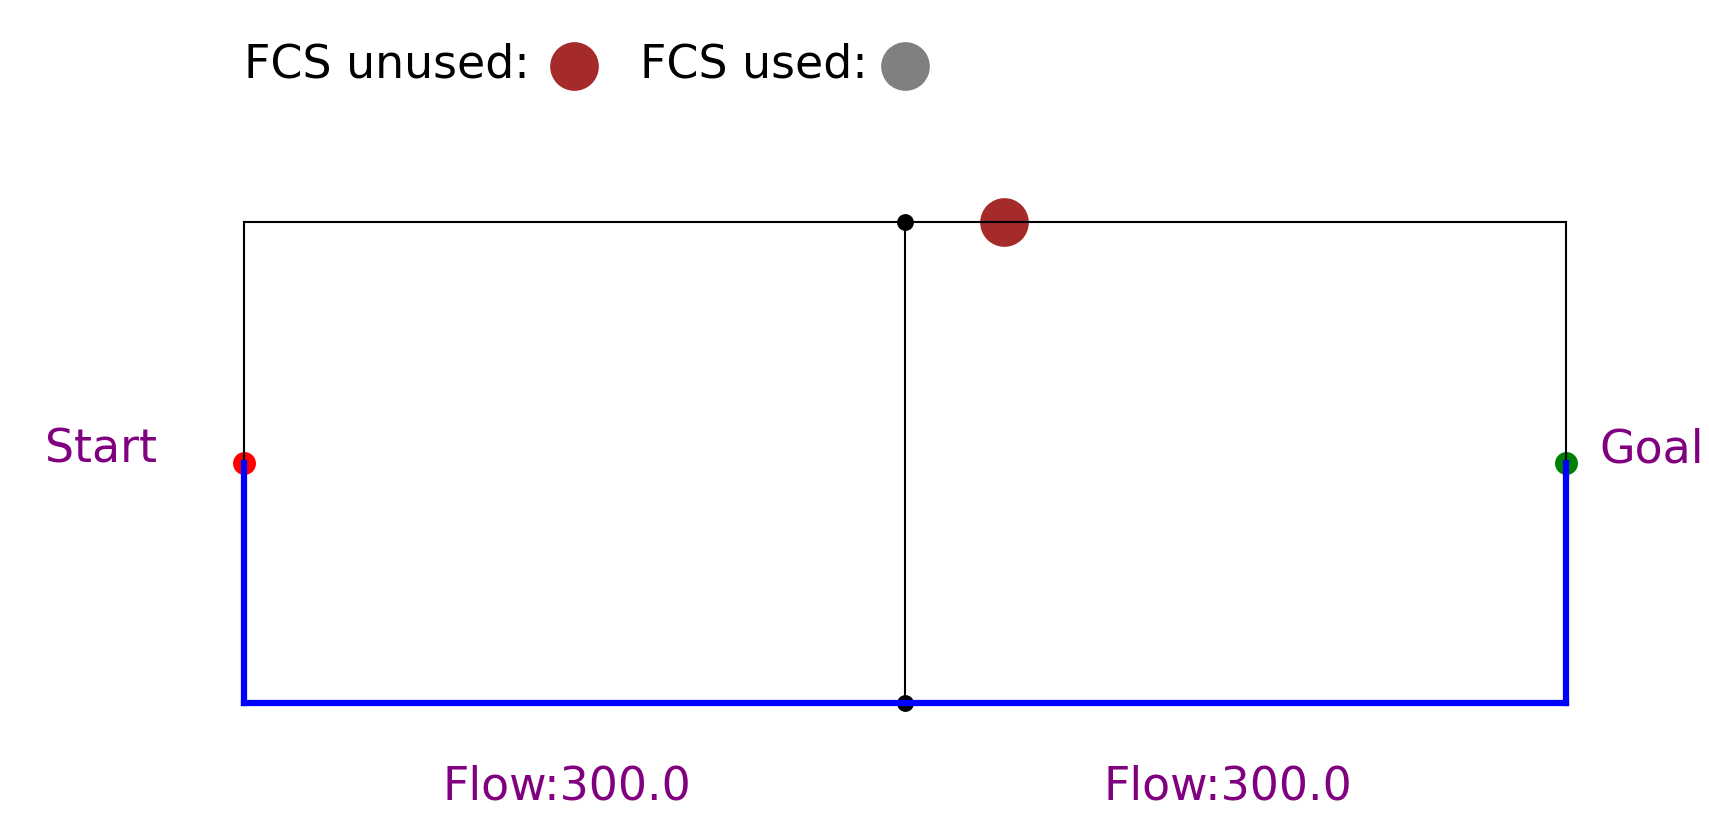 FCS unused: FCS used:
Start
Goal
Flow:300.0
Flow:300.0